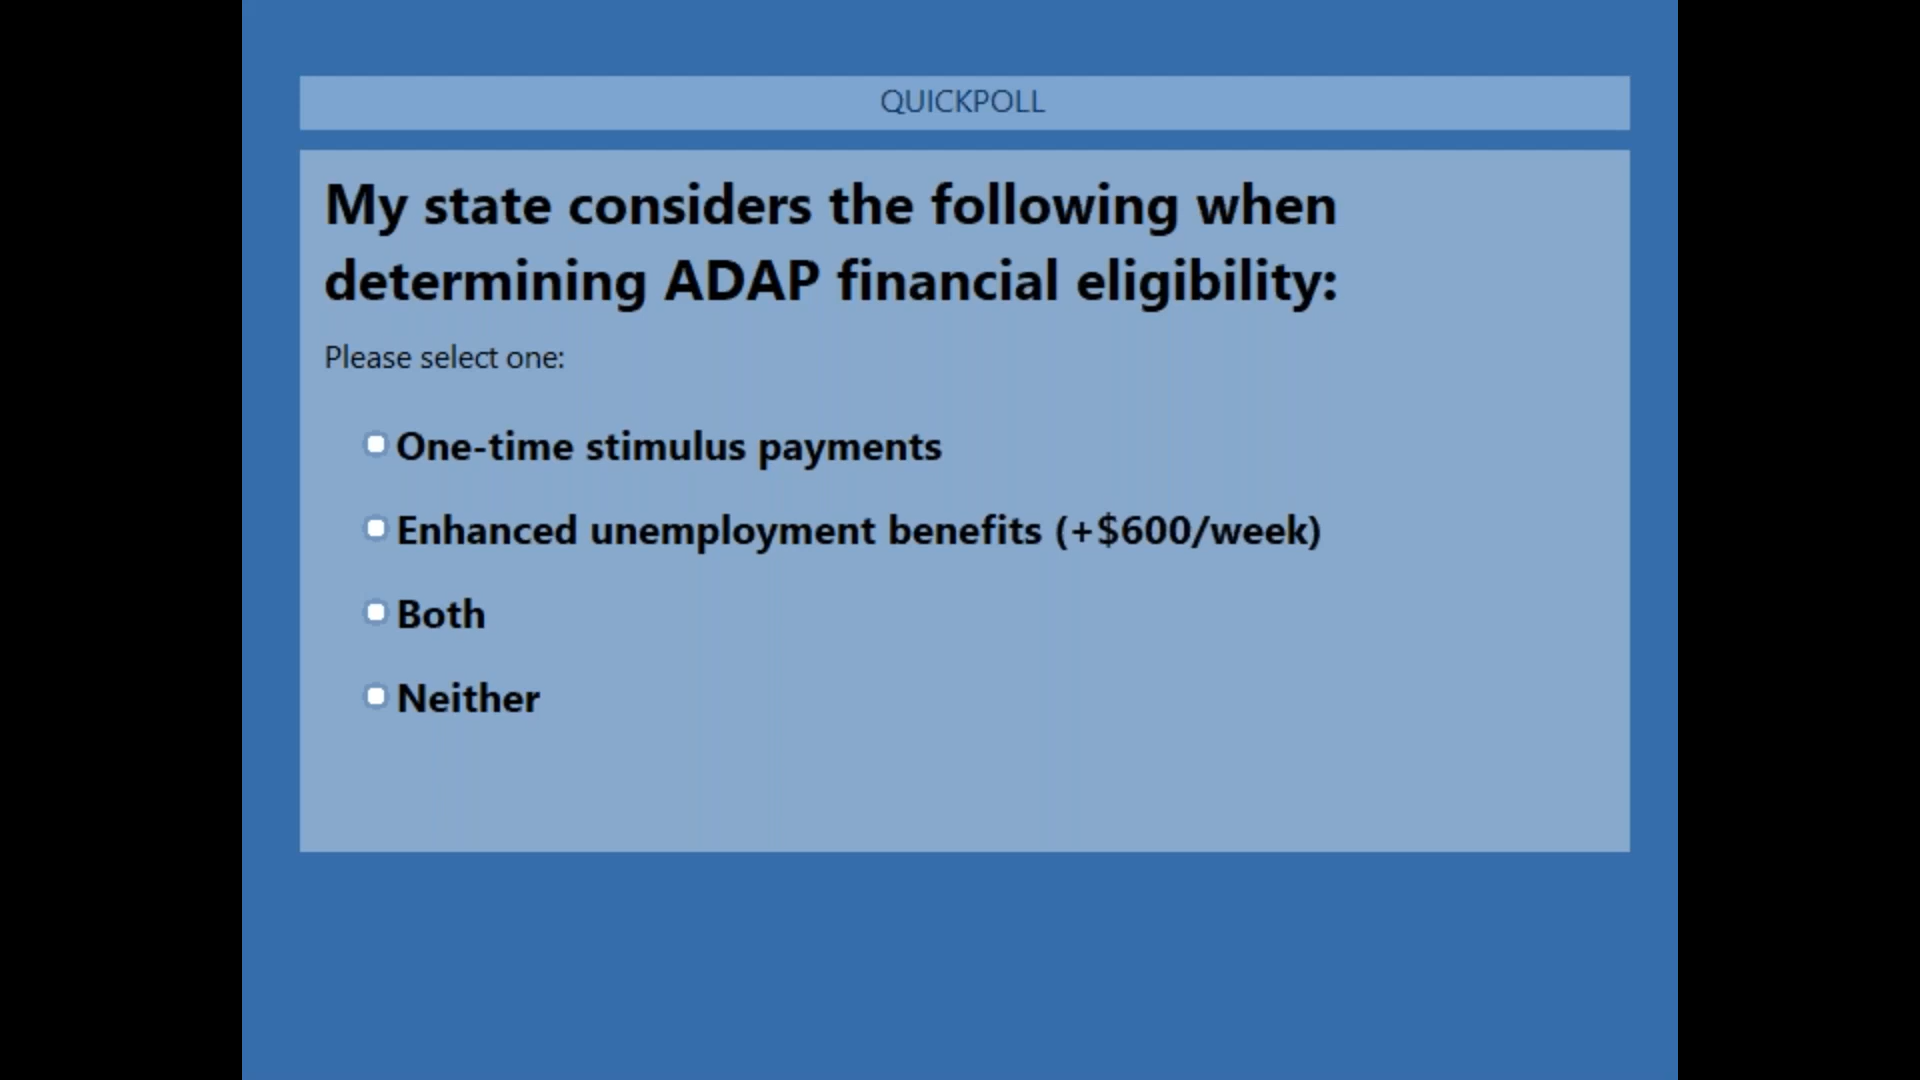 QUICKPOLL
My state considers the following when
determining ADAP financial eligibility:
Please select one:
One-time stimulus payments
Enhanced unemployment benefits (+$600/week)
Both
Neither